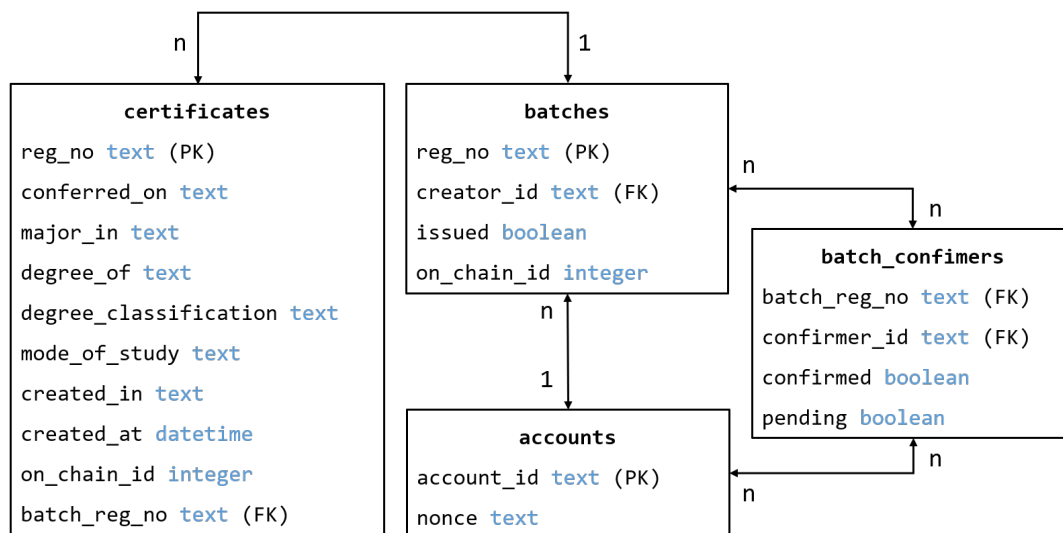 n
1
certificates
reg_no text (PK)
conferred_on text
major_in text
degree_of text
degree_classification text
mode_of_study text
created_in text
created_at datetime
on_chain_id integer
batch_reg_no text (FK)
batches
reg_no text (PK)
creator_id text (FK)
issued boolean
on_chain_id integer
n
n
batch_confimers
batch_reg_no text (FK)
confirmer_id text (FK)
confirmed boolean
pending boolean
n
1
accounts
account_id text (PK)
nonce text
n
n